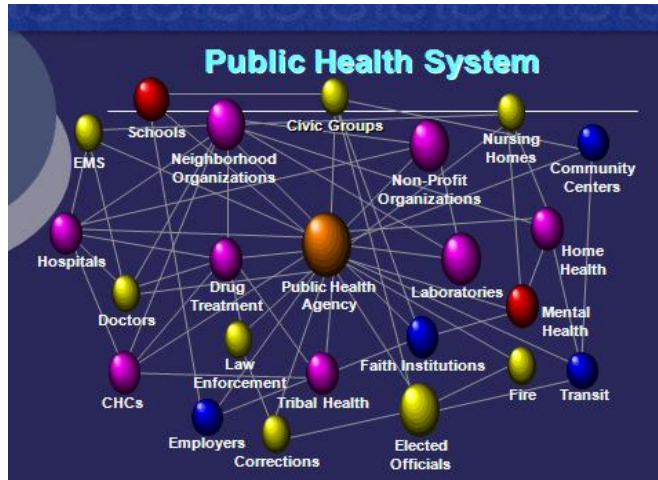 Public Health System
Schools
Civic Groups
Nursing
Homes
EMS
Neighborhood
Organizations
Non-Profit
Organizations
Community
Centers
Hospitals
Drug
Treatment
Public Health
Agency
Laboratories
Home
Health
Doctors
Mental
Health
Law
Enforcement
Faith Institutions
CHCs
Tribal Health
Fire
Transit
Employers
Corrections
Elected
Officials